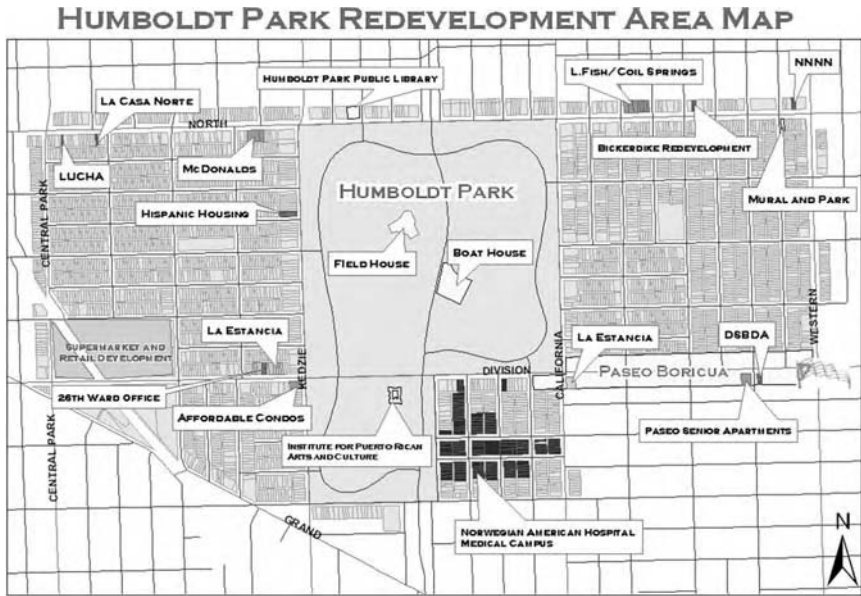 Humboldt Park Redevelopment Area Map
Humboldt Park Public Library
L.Fish/Coil Springs
NNNN
La Casa Norte
North
LUCHA
McDonalds
Bickerdike Redevelopment
Mural and Park
Humboldt Park
Hispanic Housing
Central Park
Field House
Boat House
La Estancia
Supermarket and
Retail Development
Kedzie
California
Western
La Estancia
DSBDA
Division
Paseo Boricua
26th Ward Office
Affordable Condos
Paseo Senior Apartments
Institute for Puerto Rican
Arts and Culture
Central Park
Grand
Norwegian American Hospital
Medical Campus
N